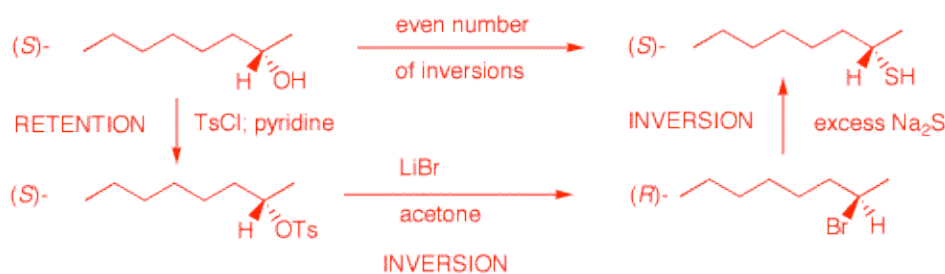 (S)-
H OH
even number
of inversions
(S)-
H SH
RETENTION
TsCl; pyridine
INVERSION
excess Na₂S
(S)-
H OTs
LiBr
acetone
INVERSION
(R)-
Br H